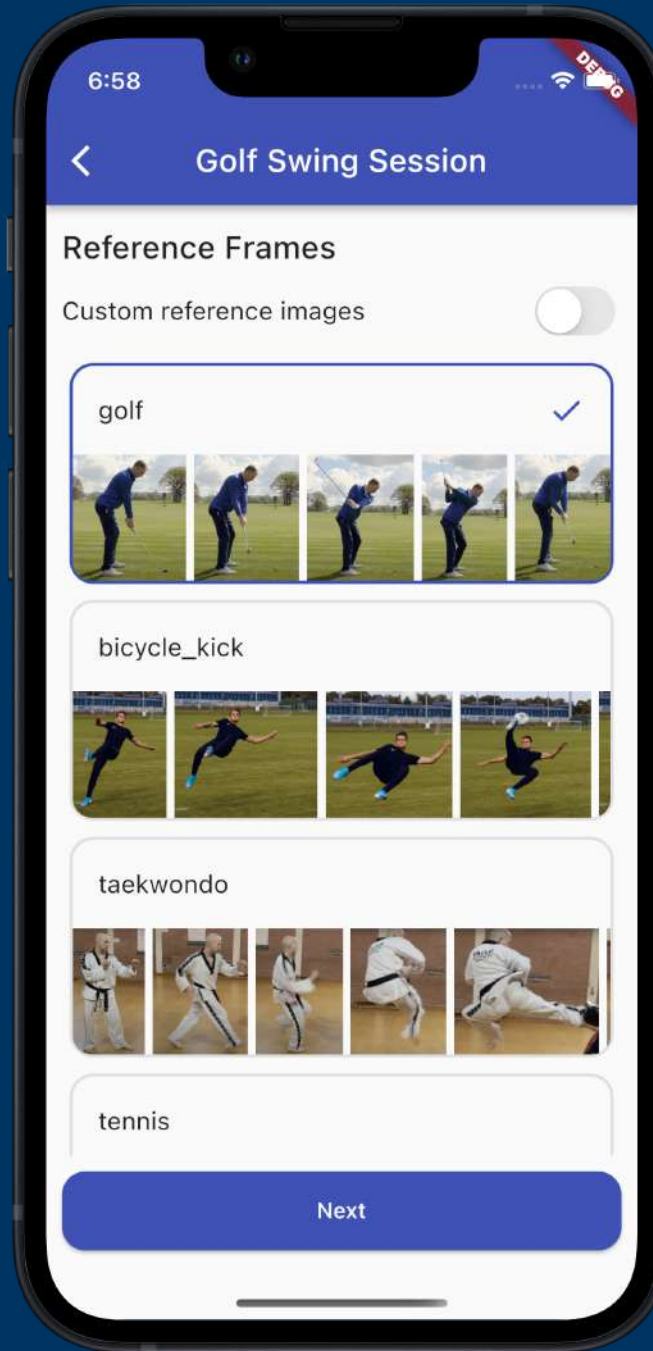 6:58
DEBUG
Golf Swing Session
Reference Frames
Custom reference images
golf
bicycle_kick
taekwondo
tennis
Next